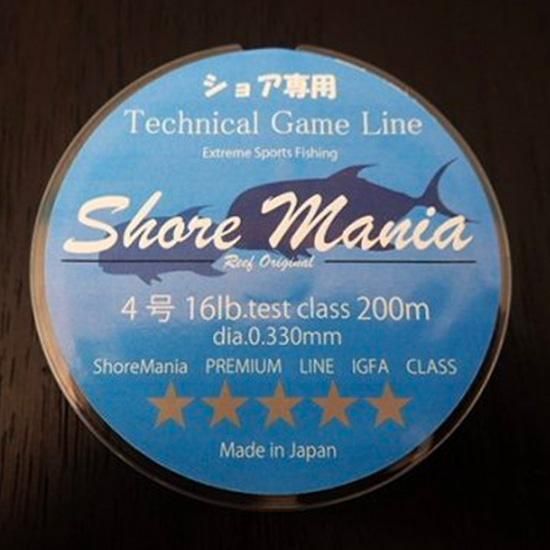 ショア専用
Technical Game Line
Extreme Sports Fishing
Shore Mania
Reef Original
4号 16lb.test class 200m
dia.0.330mm
ShoreMania PREMIUM LINE IGFA CLASS
★★★★★
Made in Japan